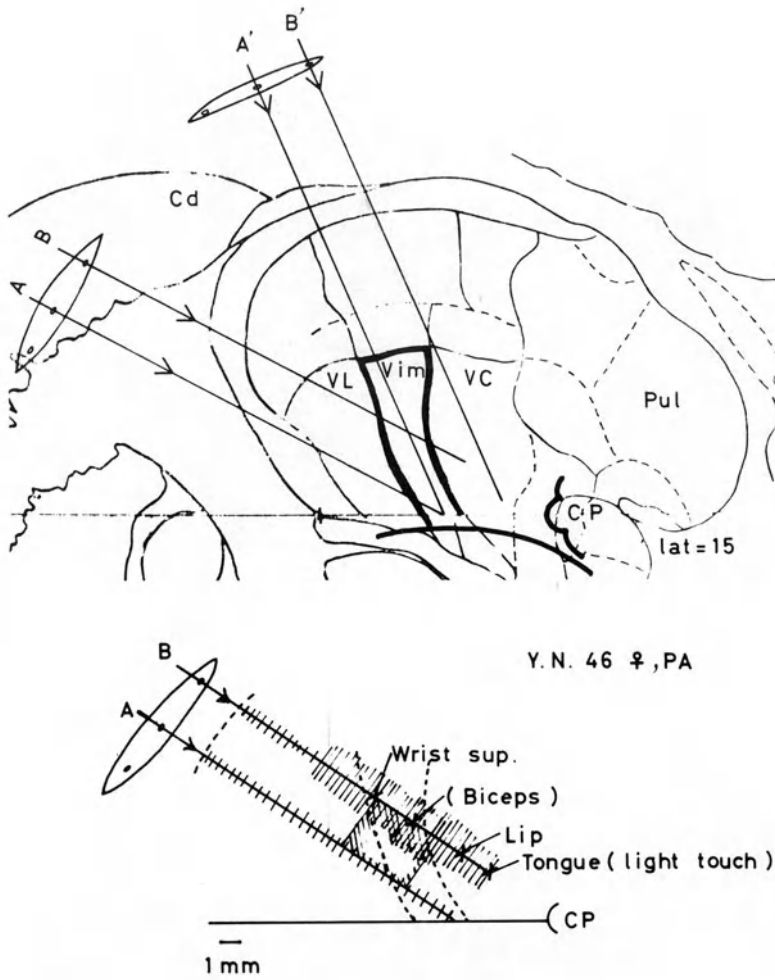 A' B'
Cd
B
A
VL Vim VC
Pul
CP
lat=15
Y.N. 46 ♀, PA
B
A
Wrist sup.
(Biceps)
Lip
Tongue (light touch)
CP
1mm